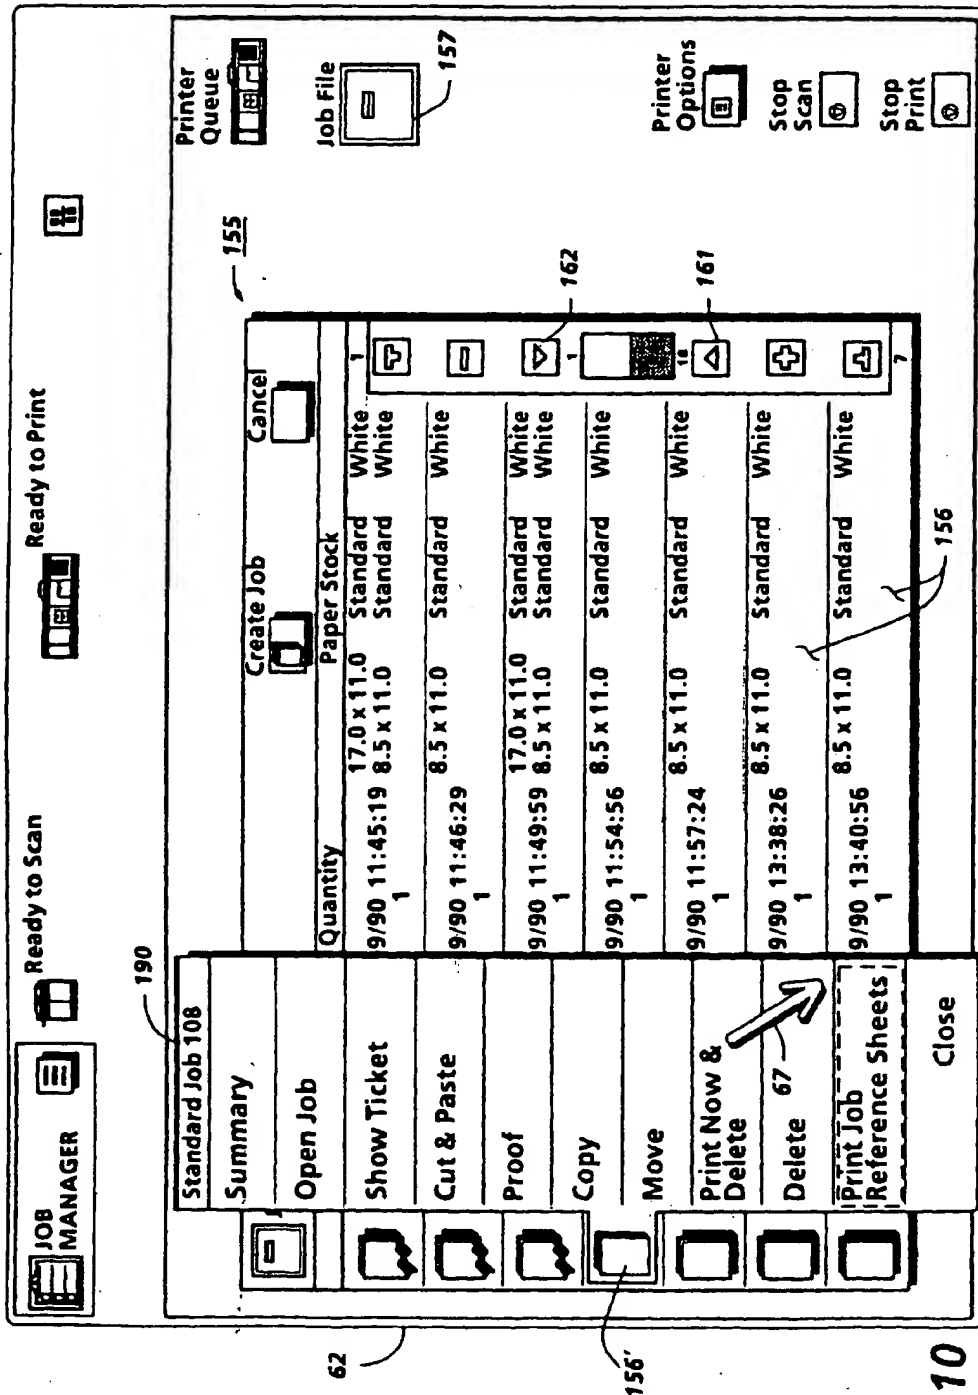 JOB
MANAGER
Ready to Scan
Ready to Print
190
Standard Job 108
Summary
Open Job
Show Ticket
Cut & Paste
Proof
Copy
Move
Print Now &
Delete
67
Delete
Print Job
Reference Sheets
Close
155
Create Job
Cancel
Quantity
Paper Stock
9/90 11:45:19 17.0 x 11.0 Standard White
1 8.5 x 11.0 Standard White
9/90 11:46:29 8.5 x 11.0 Standard White
1
9/90 11:49:59 17.0 x 11.0 Standard White
1 8.5 x 11.0 Standard White
9/90 11:54:56 8.5 x 11.0 Standard White
1
9/90 11:57:24 8.5 x 11.0 Standard White
1
9/90 13:38:26 8.5 x 11.0 Standard White
1
9/90 13:40:56 8.5 x 11.0 Standard White
1
1
1
18
7
162
161
156
Printer
Queue
Job File
157
Printer
Options
Stop
Scan
Stop
Print
62
156'
10